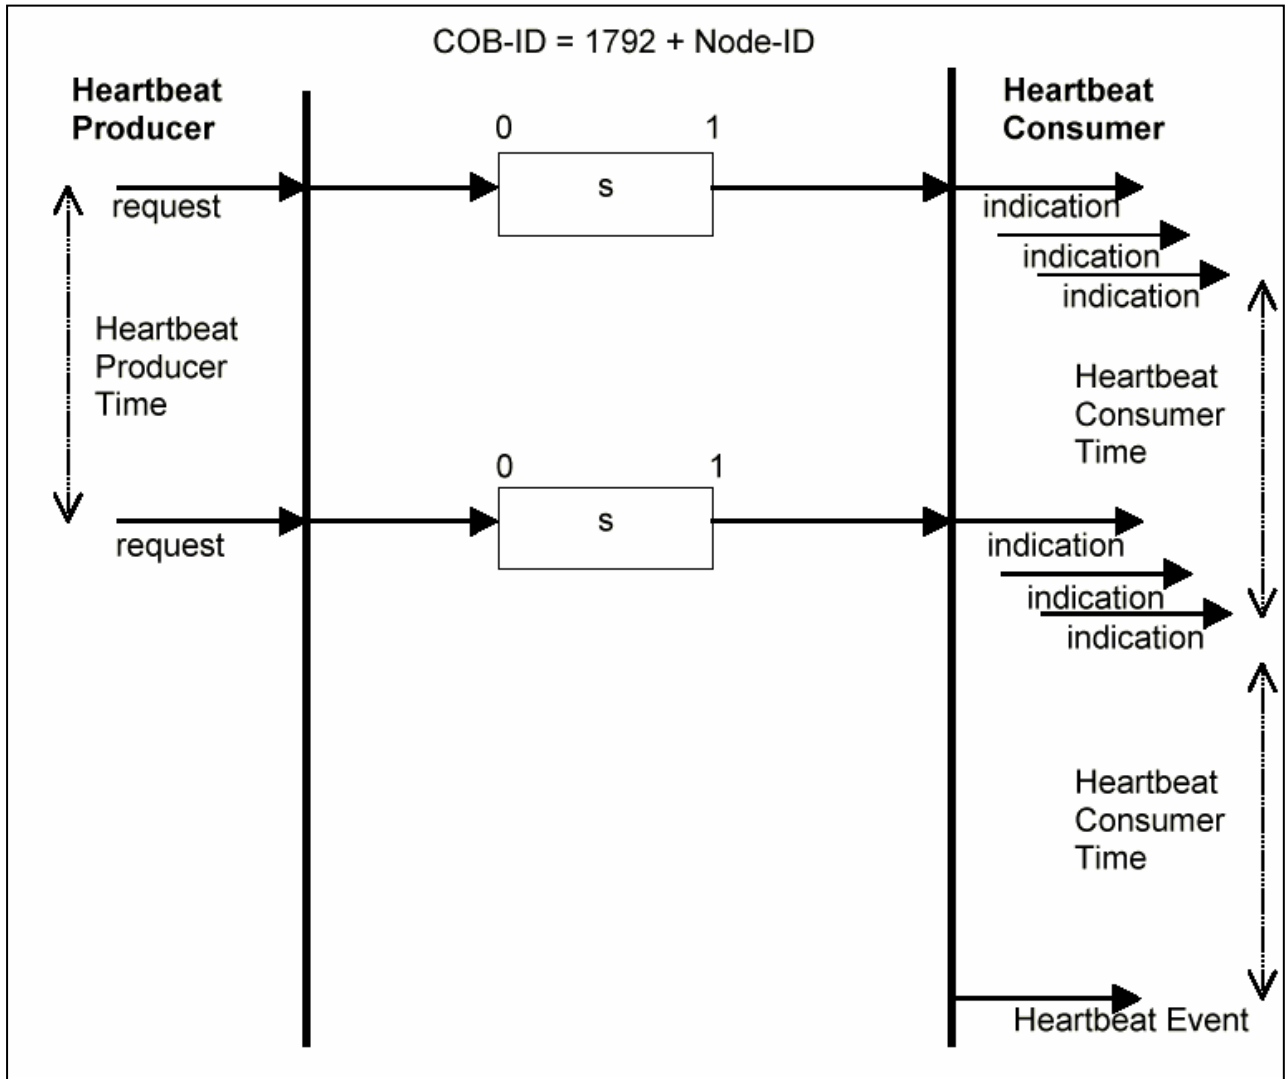 COB-ID = 1792 + Node-ID
Heartbeat
Producer
Heartbeat
Consumer
0 1
s
request
indication
indication
indication
Heartbeat
Producer
Time
Heartbeat
Consumer
Time
0 1
s
request
indication
indication
indication
Heartbeat
Consumer
Time
Heartbeat Event